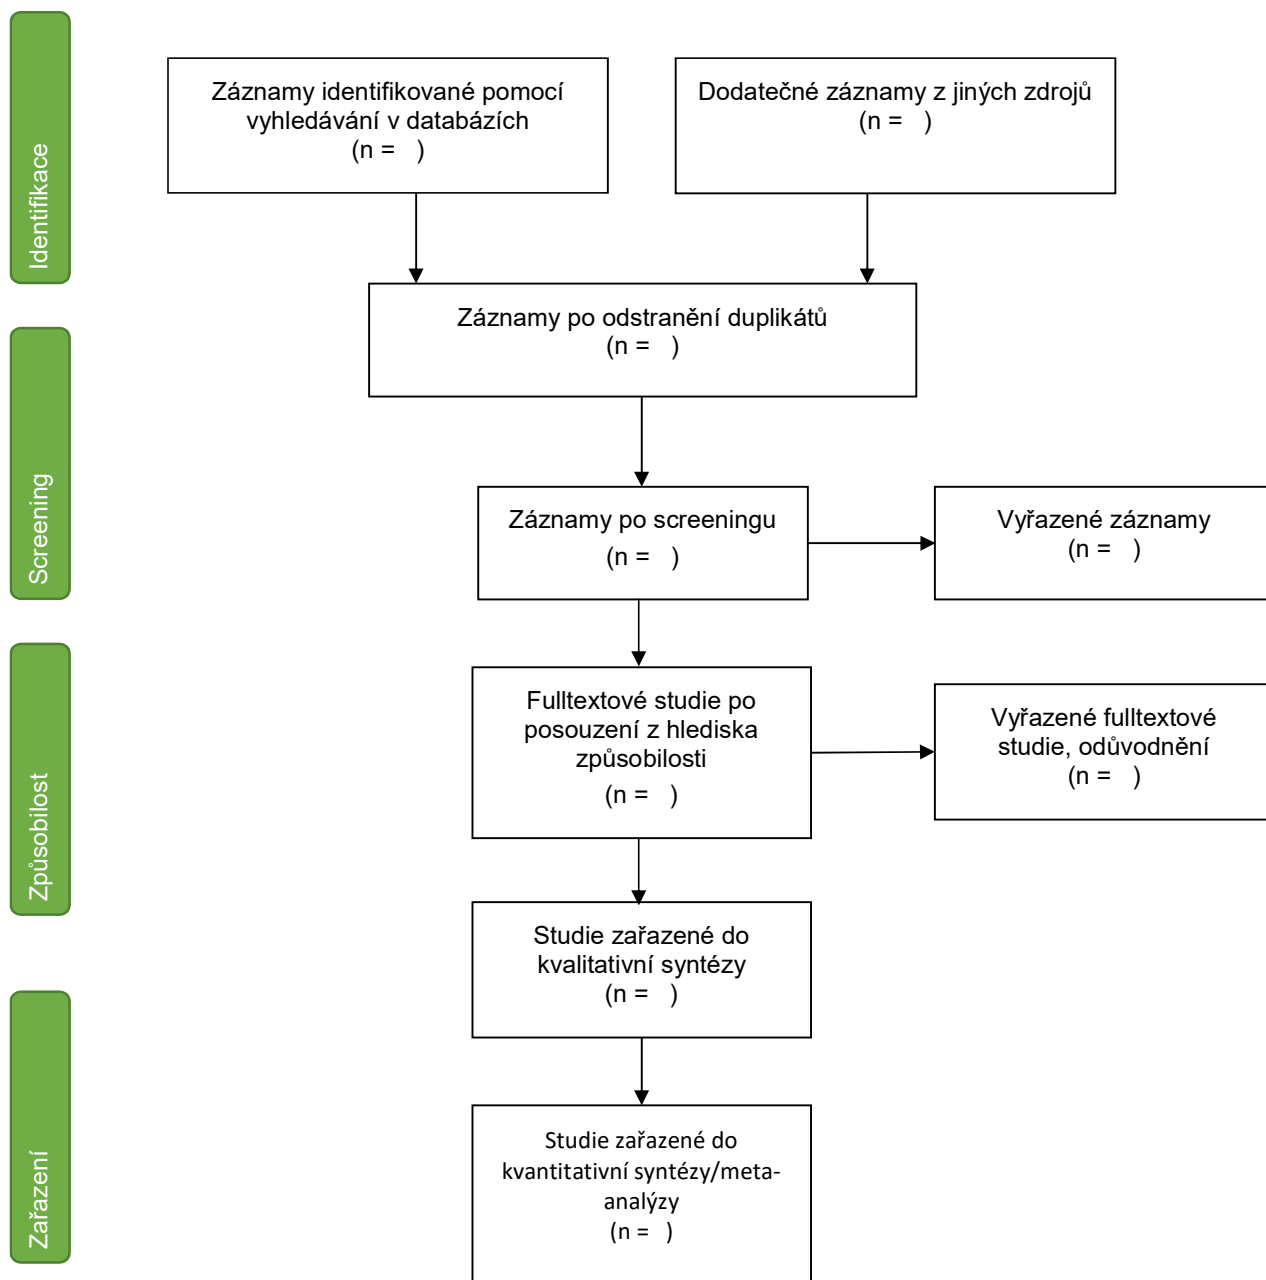 Identifikace
Záznamy identifikované pomocí
vyhledávání v databázích
(n =   )
Dodatečné záznamy z jiných zdrojů
(n =   )
Záznamy po odstranění duplikátů
(n =   )
Screening
Záznamy po screeningu
(n =   )
Vyřazené záznamy
(n =   )
Způsobilost
Fulltextové studie po
posouzení z hlediska
způsobilosti
(n =   )
Vyřazené fulltextové
studie, odůvodnění
(n =   )
Studie zařazené do
kvalitativní syntézy
(n =   )
Zařazení
Studie zařazené do
kvantitativní syntézy/meta-
analýzy
(n =   )